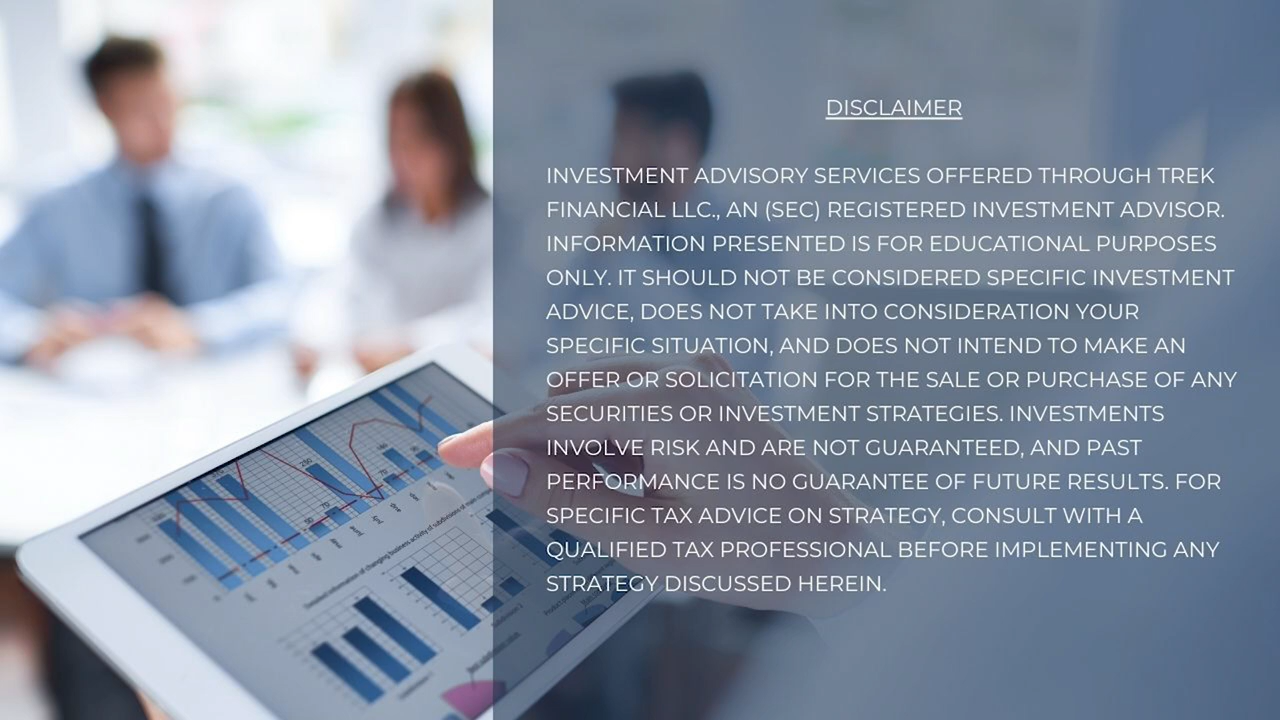 DISCLAIMER
INVESTMENT ADVISORY SERVICES OFFERED THROUGH TREK
FINANCIAL LLC., AN (SEC) REGISTERED INVESTMENT ADVISOR.
INFORMATION PRESENTED IS FOR EDUCATIONAL PURPOSES
ONLY. IT SHOULD NOT BE CONSIDERED SPECIFIC INVESTMENT
ADVICE, DOES NOT TAKE INTO CONSIDERATION YOUR
SPECIFIC SITUATION, AND DOES NOT INTEND TO MAKE AN
OFFER OR SOLICITATION FOR THE SALE OR PURCHASE OF ANY
SECURITIES OR INVESTMENT STRATEGIES. INVESTMENTS
INVOLVE RISK AND ARE NOT GUARANTEED, AND PAST
PERFORMANCE IS NO GUARANTEE OF FUTURE RESULTS. FOR
SPECIFIC TAX ADVICE ON STRATEGY, CONSULT WITH A
QUALIFIED TAX PROFESSIONAL BEFORE IMPLEMENTING ANY
STRATEGY DISCUSSED HEREIN.